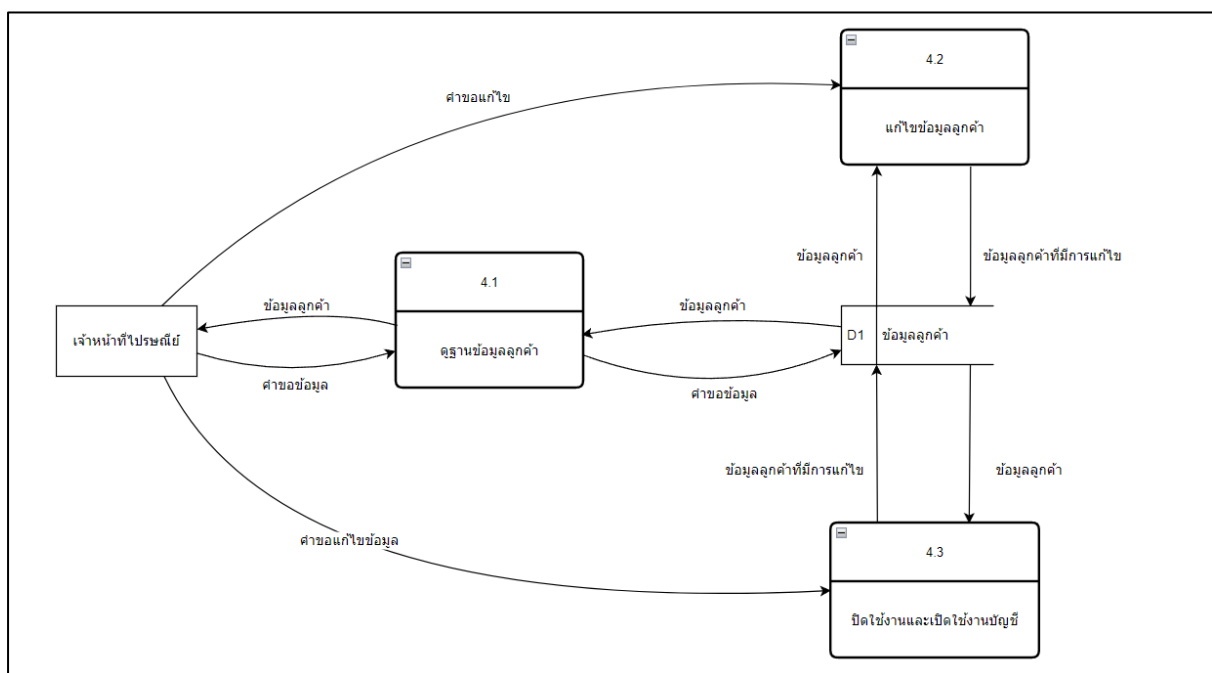 4.2
คำขอแก้ไข
แก้ไขข้อมูลลูกค้า
ข้อมูลลูกค้า
ข้อมูลลูกค้าที่มีการแก้ไข
4.1
ข้อมูลลูกค้า
ข้อมูลลูกค้า
เจ้าหน้าที่ไปรษณีย์
ดูฐานข้อมูลลูกค้า
D1
ข้อมูลลูกค้า
คำขอข้อมูล
คำขอข้อมูล
ข้อมูลลูกค้าที่มีการแก้ไข
ข้อมูลลูกค้า
คำขอแก้ไขข้อมูล
4.3
ปิดใช้งานและเปิดใช้งานบัญชี